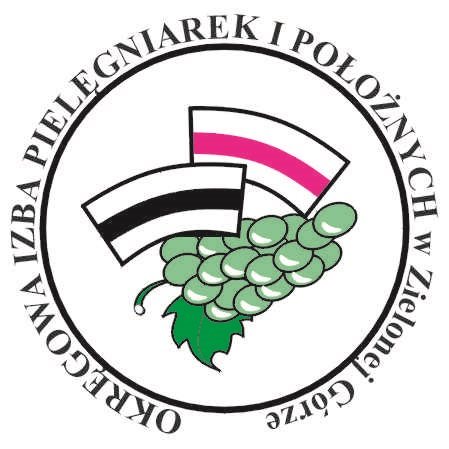 OKRĘGOWA IZBA PIELĘGNIAREK I POŁOŻNYCH w Zielonej Górze